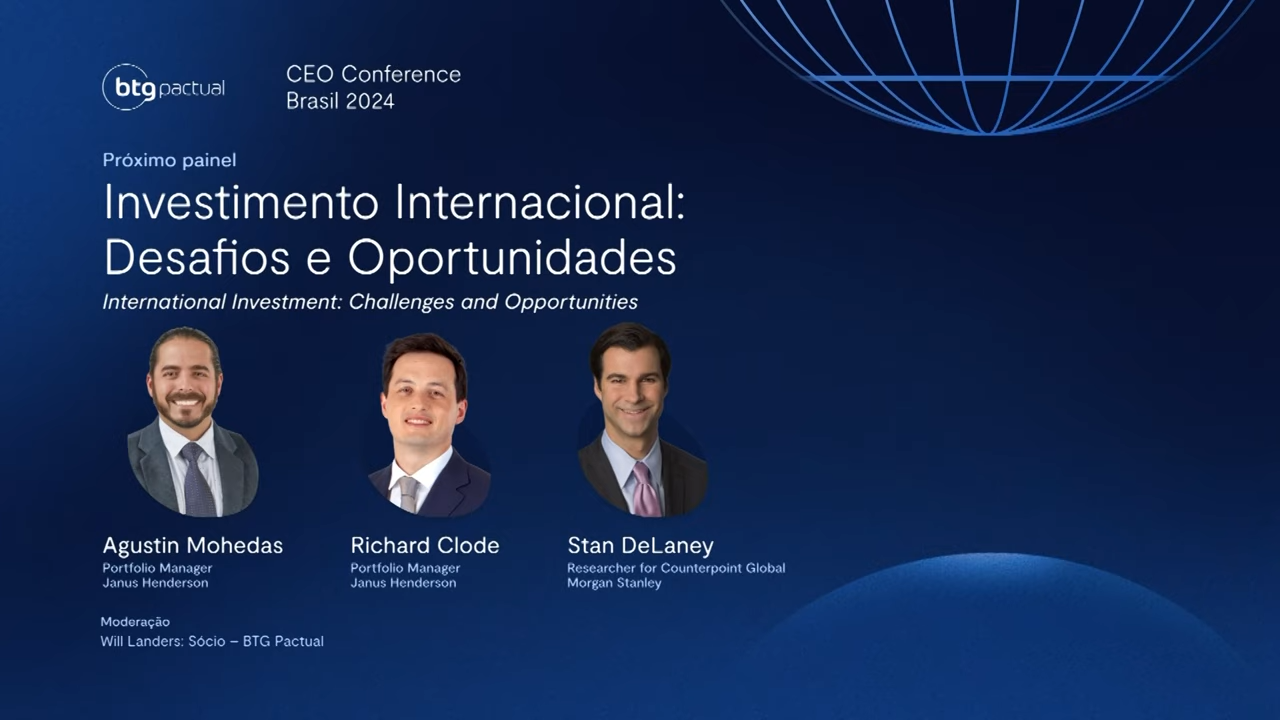 btg pactual
CEO Conference
Brasil 2024
Próximo painel
Investimento Internacional:
Desafios e Oportunidades
International Investment: Challenges and Opportunities
Agustin Mohedas
Portfolio Manager
Janus Henderson
Richard Clode
Portfolio Manager
Janus Henderson
Stan DeLaney
Researcher for Counterpoint Global
Morgan Stanley
Moderação
Will Landers: Sócio – BTG Pactual